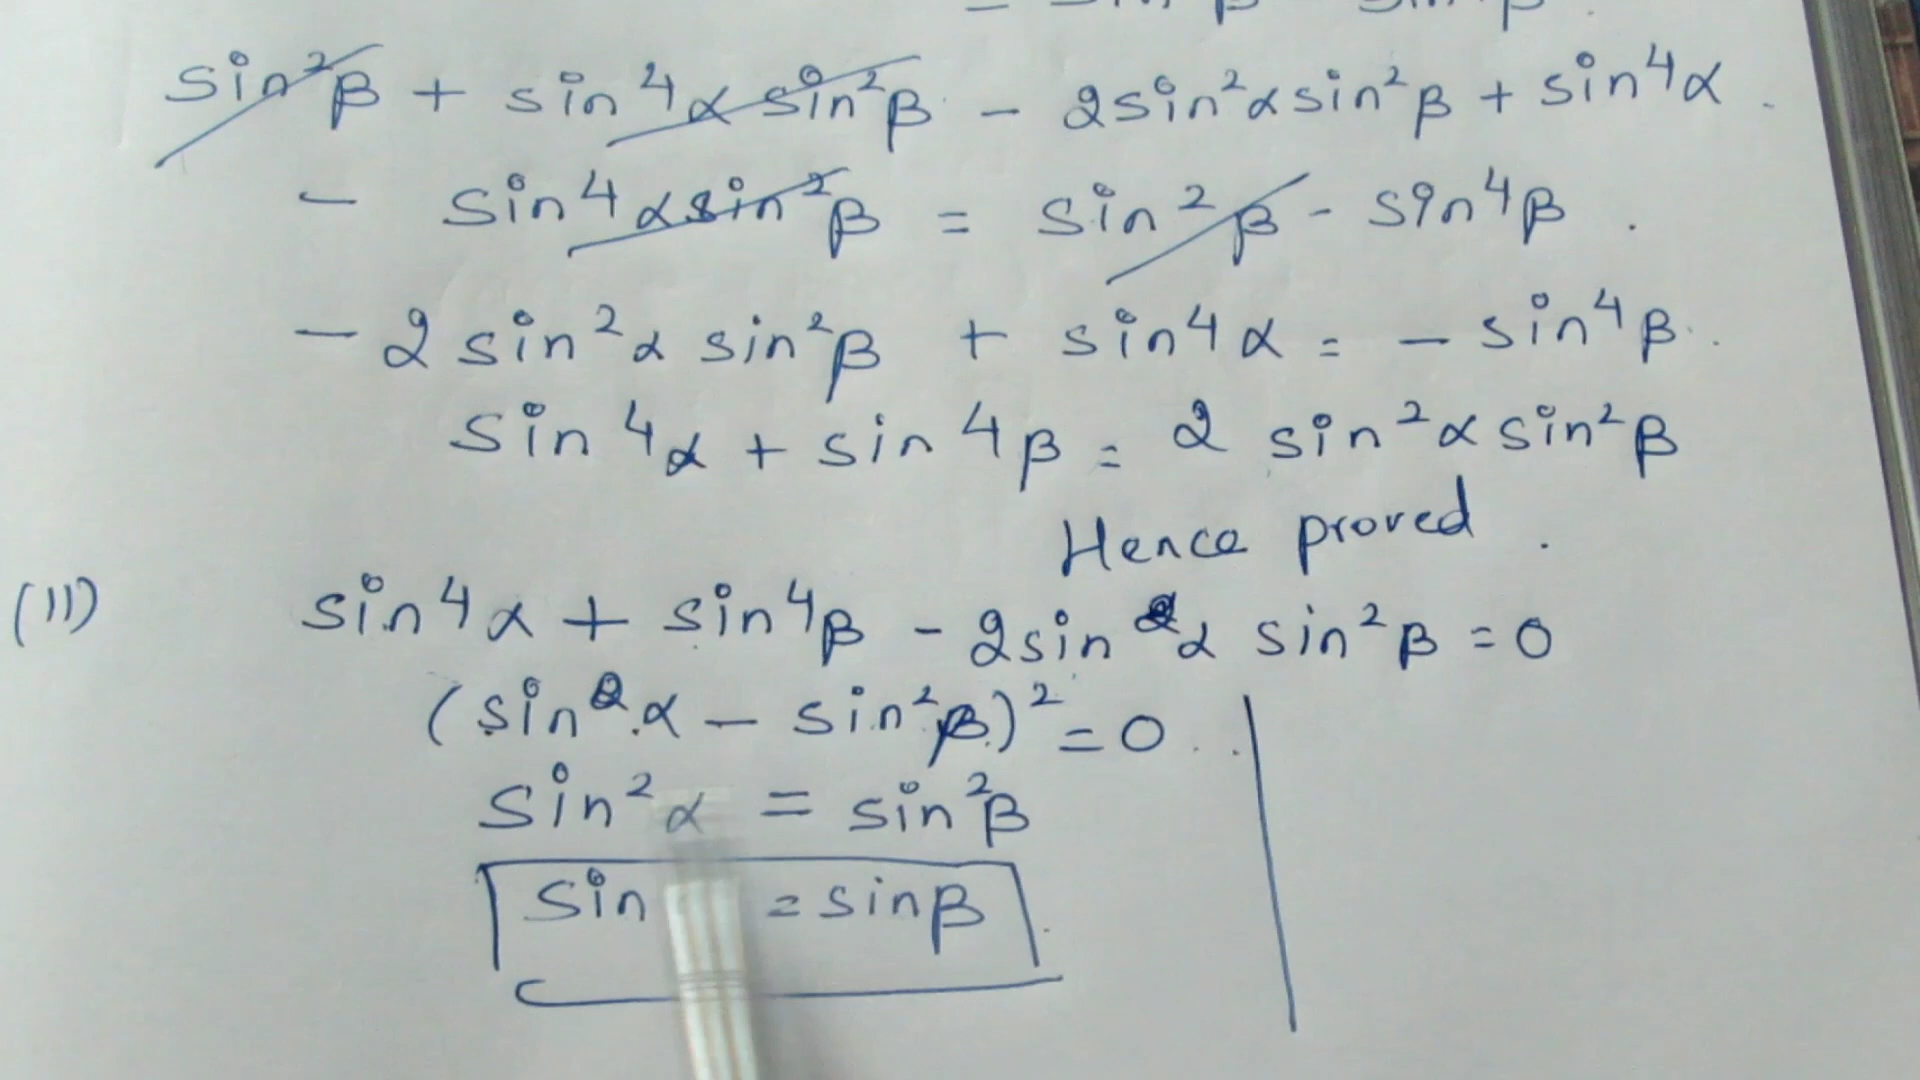 sin²β + sin⁴α sin²β - 2sin²α sin²β + sin⁴α
- sin⁴α sin²β = sin²β - sin⁴β.
- 2 sin²α sin²β + sin⁴α = - sin⁴β.
sin⁴α + sin⁴β = 2 sin²α sin²β
Hence proved.
(II) sin⁴α + sin⁴β - 2sin²α sin²β = 0
(sin²α - sin²β)² = 0
sin²α = sin²β
sin = sinβ